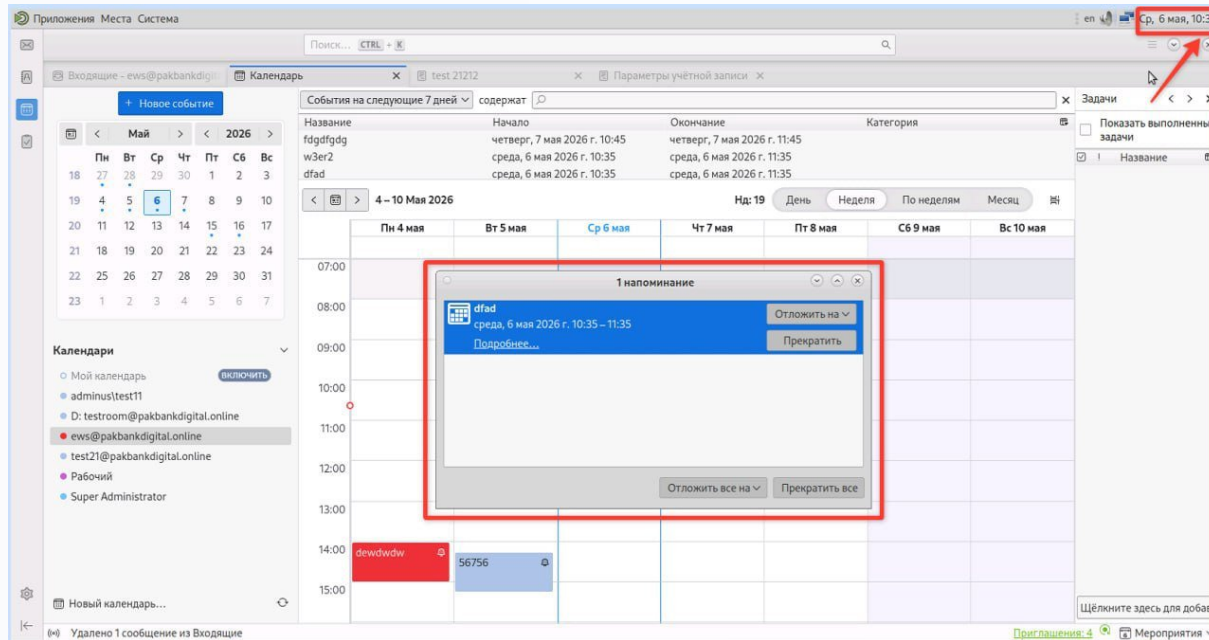 Приложения Места Система
en Ср, 6 мая, 10:3
Поиск... CTRL + K
Входящие - ews@pakbankdigi
Календарь
test 21212
Параметры учётной записи
+ Новое событие
События на следующие 7 дней содержат
Задачи
Показать выполненны
задачи
! Название
Название Начало Окончание Категория
fdgdfgdg четверг, 7 мая 2026 г. 10:45 четверг, 7 мая 2026 г. 11:45
w3er2 среда, 6 мая 2026 г. 10:35 среда, 6 мая 2026 г. 11:35
dfad среда, 6 мая 2026 г. 10:35 среда, 6 мая 2026 г. 11:35
< Май > < 2026 >
Пн Вт Ср Чт Пт Сб Вс
18 27 28 29 30 1 2 3
19 4 5 6 7 8 9 10
20 11 12 13 14 15 16 17
21 18 19 20 21 22 23 24
22 25 26 27 28 29 30 31
23 1 2 3 4 5 6 7
4 – 10 Мая 2026
Нд: 19 День Неделя По неделям Месяц
Пн 4 мая Вт 5 мая Ср 6 мая Чт 7 мая Пт 8 мая Сб 9 мая Вс 10 мая
07:00
08:00
09:00
10:00
11:00
12:00
13:00
14:00
15:00
dewdwdw
56756
1 напоминание
dfad
среда, 6 мая 2026 г. 10:35 – 11:35
Подробнее...
Отложить на
Прекратить
Отложить все на Прекратить все
Календари
Мой календарь ВКЛЮЧИТЬ
adminus\test11
D: testroom@pakbankdigital.online
ews@pakbankdigital.online
test21@pakbankdigital.online
Рабочий
Super Administrator
Новый календарь...
Щёлкните здесь для добав
Удалено 1 сообщение из Входящие
Приглашения: 4 Мероприятия